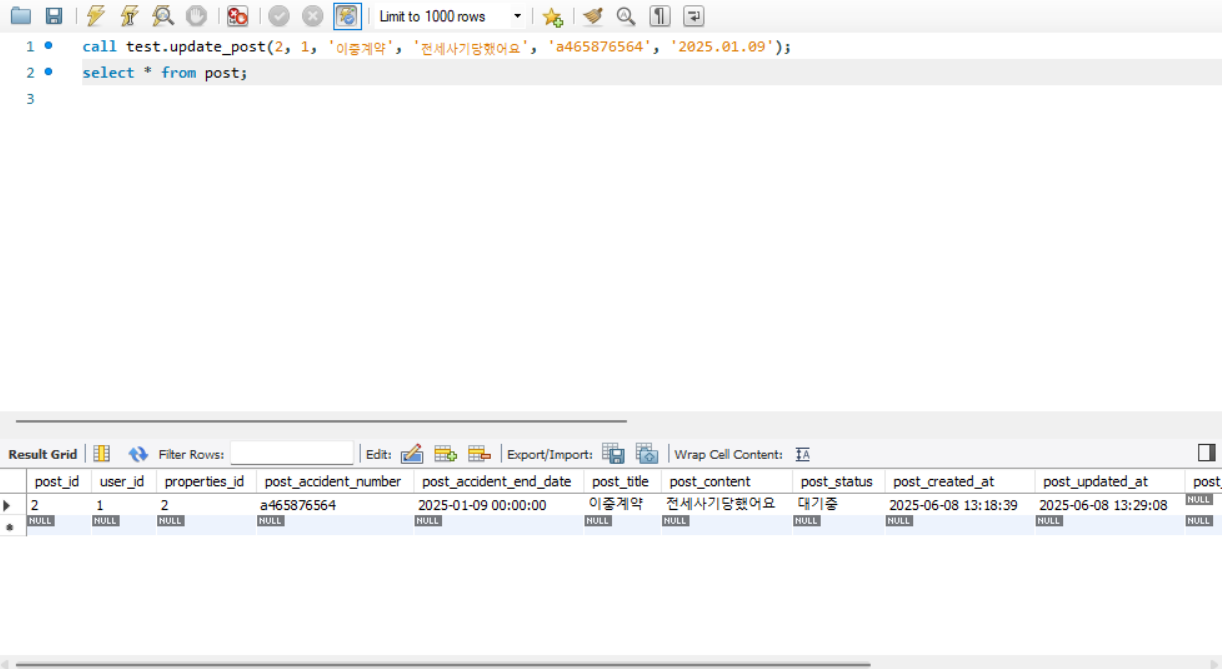 Limit to 1000 rows
1 call test.update_post(2, 1, '이중계약', '전세사기당했어요', 'a465876564', '2025.01.09');
2 select * from post;
3
Result Grid Filter Rows: Edit: Export/Import: Wrap Cell Content:
post_id user_id properties_id post_accident_number post_accident_end_date post_title post_content post_status post_created_at post_updated_at post_
2 1 2 a465876564 2025-01-09 00:00:00 이중계약 전세사기당했어요 대기중 2025-06-08 13:18:39 2025-06-08 13:29:08 NULL
NULL NULL NULL NULL NULL NULL NULL NULL NULL NULL NULL